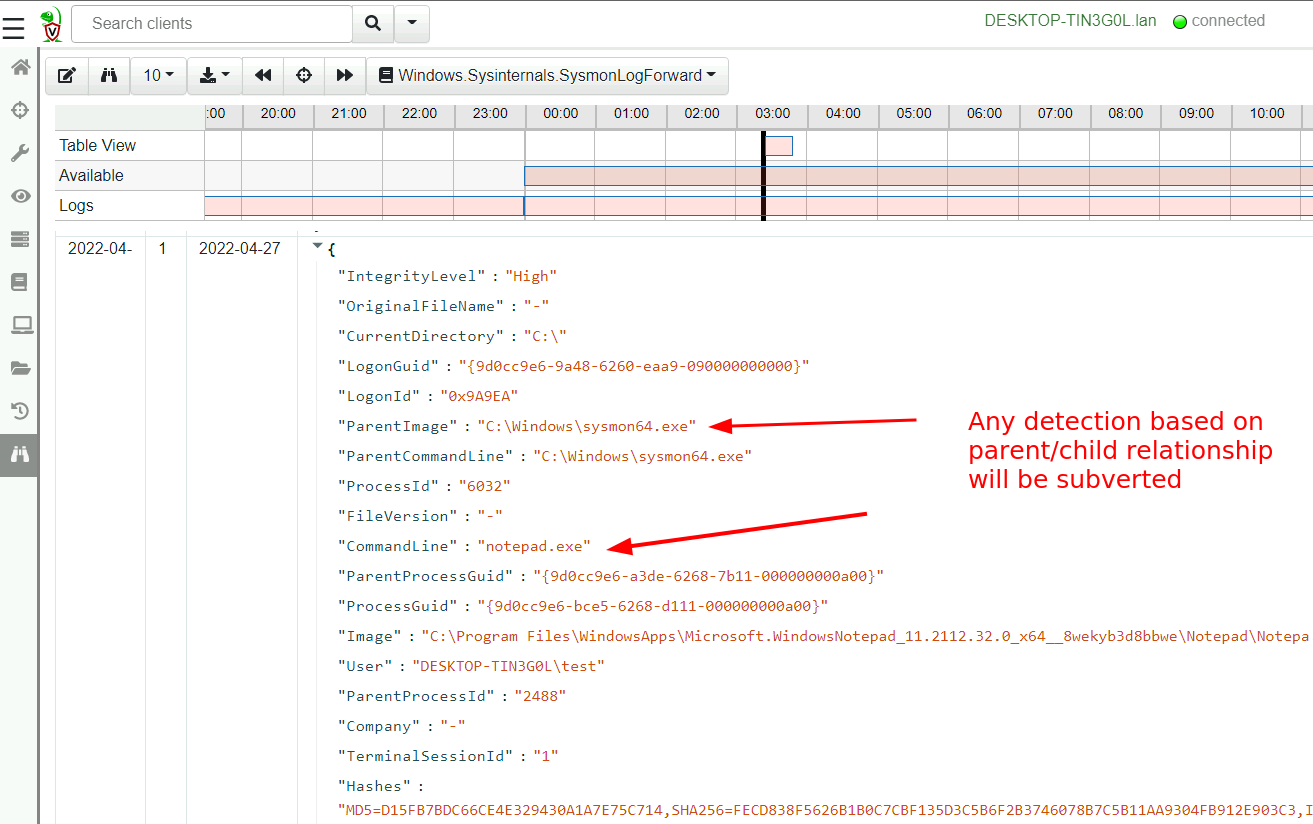 Search clients
DESKTOP-TIN3G0L.lan connected
10 Windows.Sysinternals.SysmonLogForward
:00 20:00 21:00 22:00 23:00 00:00 01:00 02:00 03:00 04:00 05:00 06:00 07:00 08:00 09:00 10:00
Table View
Available
Logs
2022-04- 1 2022-04-27 {
"IntegrityLevel" : "High"
"OriginalFileName" : "-"
"CurrentDirectory" : "C:\"
"LogonGuid" : "{9d0cc9e6-9a48-6260-eaa9-090000000000}"
"LogonId" : "0x9A9EA"
"ParentImage" : "C:\Windows\sysmon64.exe"
"ParentCommandLine" : "C:\Windows\sysmon64.exe"
"ProcessId" : "6032"
"FileVersion" : "-"
"CommandLine" : "notepad.exe"
"ParentProcessGuid" : "{9d0cc9e6-a3de-6268-7b11-000000000a00}"
"ProcessGuid" : "{9d0cc9e6-bce5-6268-d111-000000000a00}"
"Image" : "C:\Program Files\WindowsApps\Microsoft.WindowsNotepad_11.2112.32.0_x64__8wekyb3d8bbwe\Notepad\Notepa
"User" : "DESKTOP-TIN3G0L\test"
"ParentProcessId" : "2488"
"Company" : "-"
"TerminalSessionId" : "1"
"Hashes" :
"MD5=D15FB7BDC66CE4E329430A1A7E75C714,SHA256=FECD838F5626B1B0C7CBF135D3C5B6F2B3746078B7C5B11AA9304FB912E903C3,I
Any detection based on
parent/child relationship
will be subverted